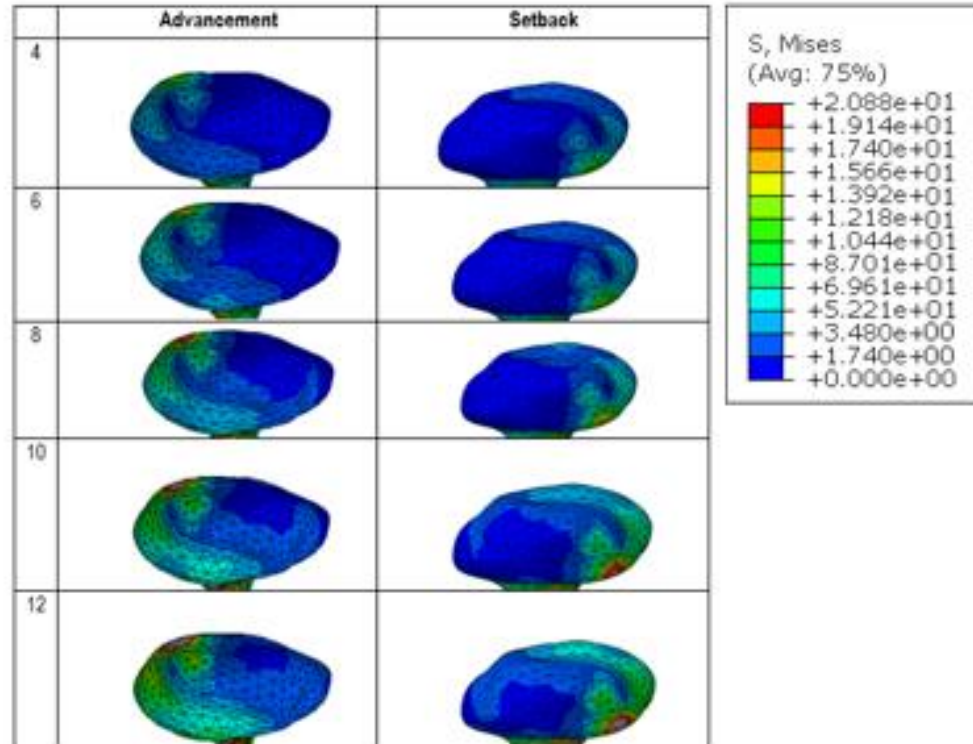 Advancement Setback
4
6
8
10
12
S, Mises
(Avg: 75%)
+2.088e+01
+1.914e+01
+1.740e+01
+1.566e+01
+1.392e+01
+1.218e+01
+1.044e+01
+8.701e+01
+6.961e+01
+5.221e+01
+3.480e+00
+1.740e+00
+0.000e+00